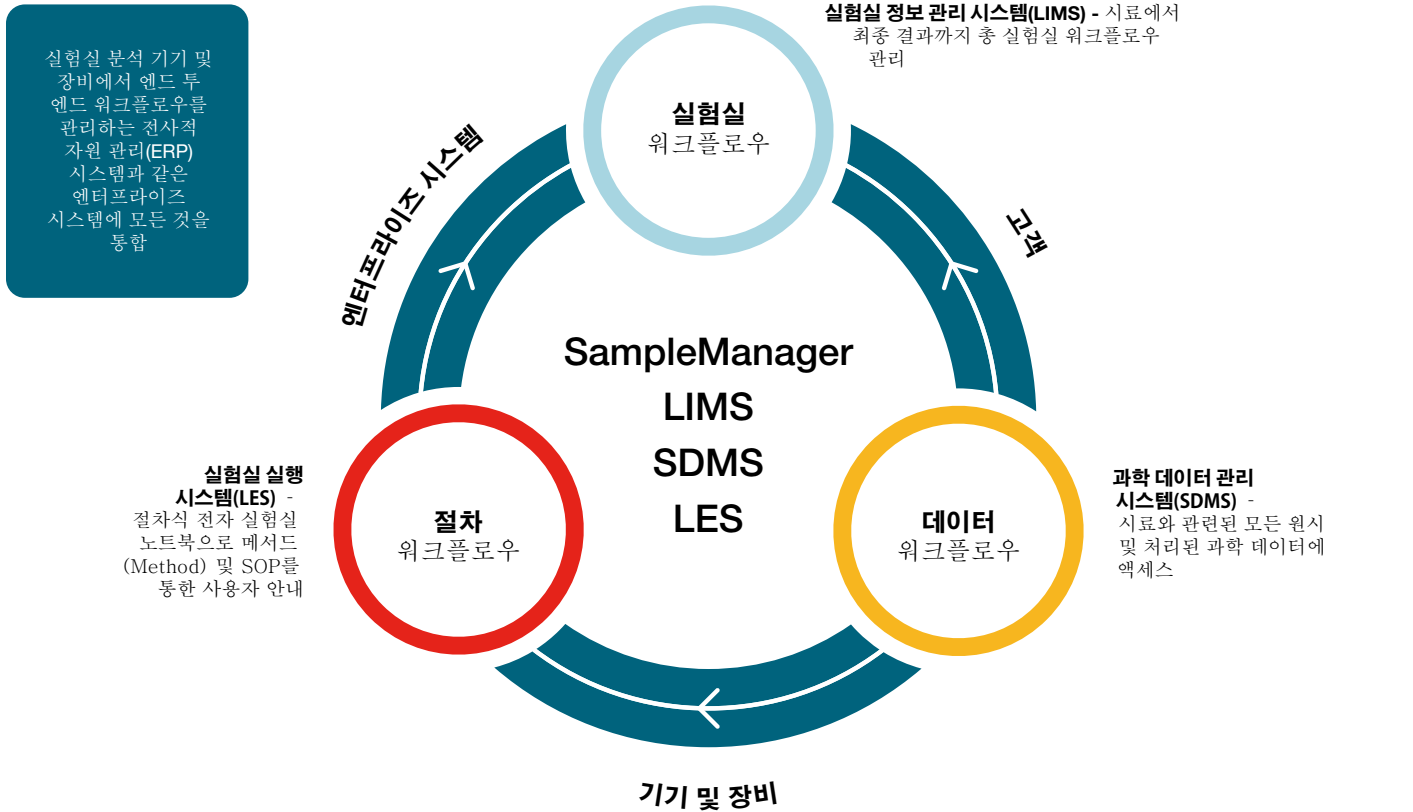 실험실 분석 기기 및
장비에서 엔드 투
엔드 워크플로우를
관리하는 전사적
자원 관리(ERP)
시스템과 같은
엔터프라이즈
시스템에 모든 것을
통합
실험실 정보 관리 시스템(LIMS) - 시료에서
최종 결과까지 총 실험실 워크플로우
관리
실험실
워크플로우
엔터프라이즈 시스템
고객
SampleManager
LIMS
SDMS
LES
실험실 실행
시스템(LES) -
절차식 전자 실험실
노트북으로 메서드
(Method) 및 SOP를
통한 사용자 안내
절차
워크플로우
데이터
워크플로우
과학 데이터 관리
시스템(SDMS) -
시료와 관련된 모든 원시
및 처리된 과학 데이터에
액세스
기기 및 장비